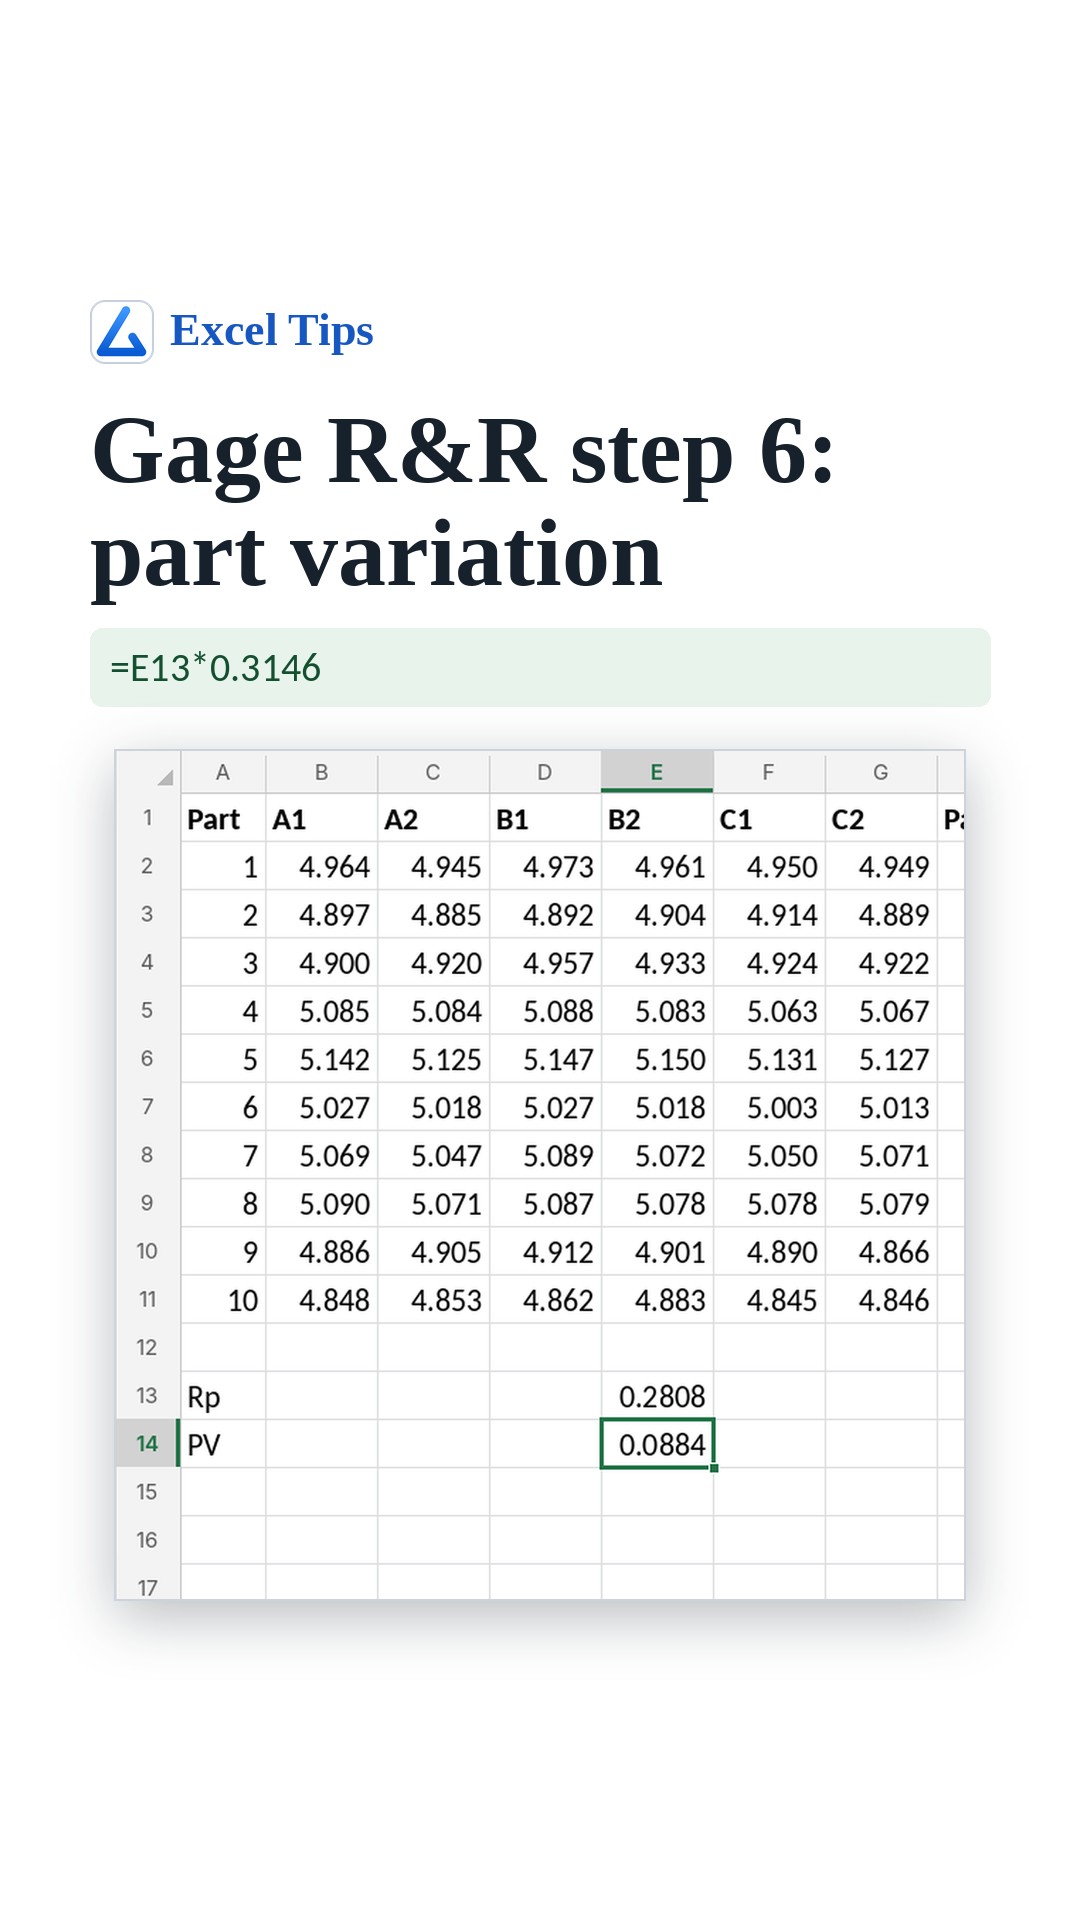 Excel Tips
Gage R&R step 6:
part variation
=E13*0.3146
A B C D E F G
1 Part A1 A2 B1 B2 C1 C2
2 1 4.964 4.945 4.973 4.961 4.950 4.949
3 2 4.897 4.885 4.892 4.904 4.914 4.889
4 3 4.900 4.920 4.957 4.933 4.924 4.922
5 4 5.085 5.084 5.088 5.083 5.063 5.067
6 5 5.142 5.125 5.147 5.150 5.131 5.127
7 6 5.027 5.018 5.027 5.018 5.003 5.013
8 7 5.069 5.047 5.089 5.072 5.050 5.071
9 8 5.090 5.071 5.087 5.078 5.078 5.079
10 9 4.886 4.905 4.912 4.901 4.890 4.866
11 10 4.848 4.853 4.862 4.883 4.845 4.846
12
13 Rp 0.2808
14 PV 0.0884
15
16
17